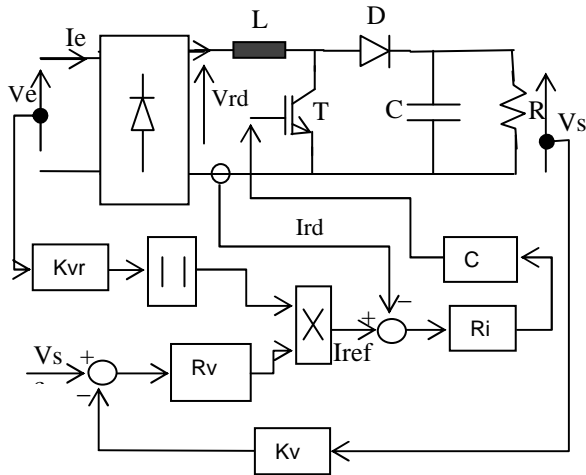 L
D
Ie
Ve
Vrd
T
C
R
Vs
Ird
Kvr
| |
C
X
+
−
Ri
Iref
Vs
+
−
Rv
Kv